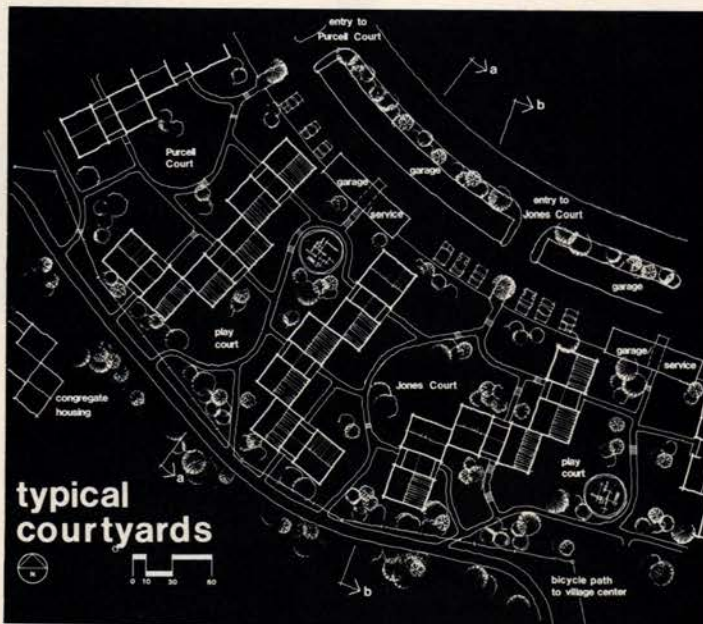 entry to
Purcell Court
a
b
Purcell
Court
garage
entry to
Jones Court
garage
service
garage
play
court
garage
service
Jones Court
congregate
housing
play
court
a
typical
courtyards
N
0 10 30 60
b
bicycle path
to village center